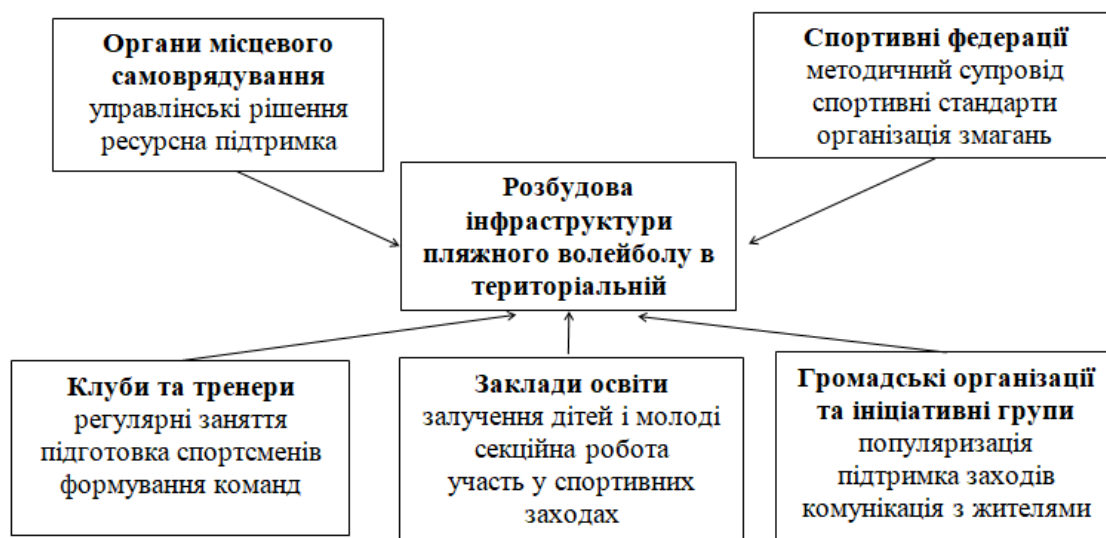 Органи місцевого
самоврядування
управлінські рішення
ресурсна підтримка
Спортивні федерації
методичний супровід
спортивні стандарти
організація змагань
Розбудова
інфраструктури
пляжного волейболу в
територіальній
Клуби та тренери
регулярні заняття
підготовка спортсменів
формування команд
Заклади освіти
залучення дітей і молоді
секційна робота
участь у спортивних
заходах
Громадські організації
та ініціативні групи
популяризація
підтримка заходів
комунікація з жителями